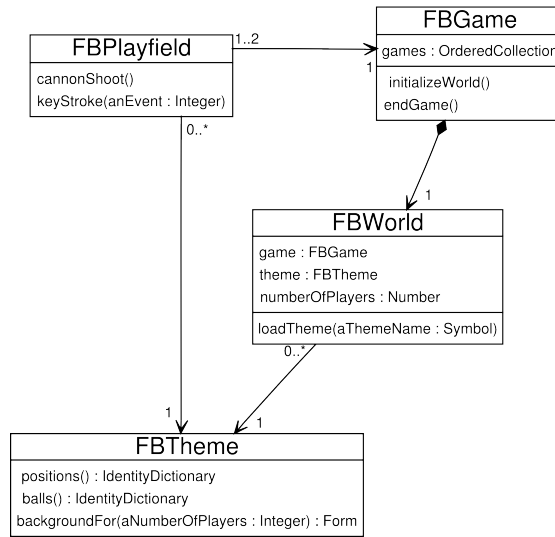 FBGame
games : OrderedCollection
initializeWorld()
endGame()
FBPlayfield
cannonShoot()
keyStroke(anEvent : Integer)
1..2
1
0..*
1
FBWorld
game : FBGame
theme : FBTheme
numberOfPlayers : Number
loadTheme(aThemeName : Symbol)
0..*
1
1
FBTheme
positions() : IdentityDictionary
balls() : IdentityDictionary
backgroundFor(aNumberOfPlayers : Integer) : Form